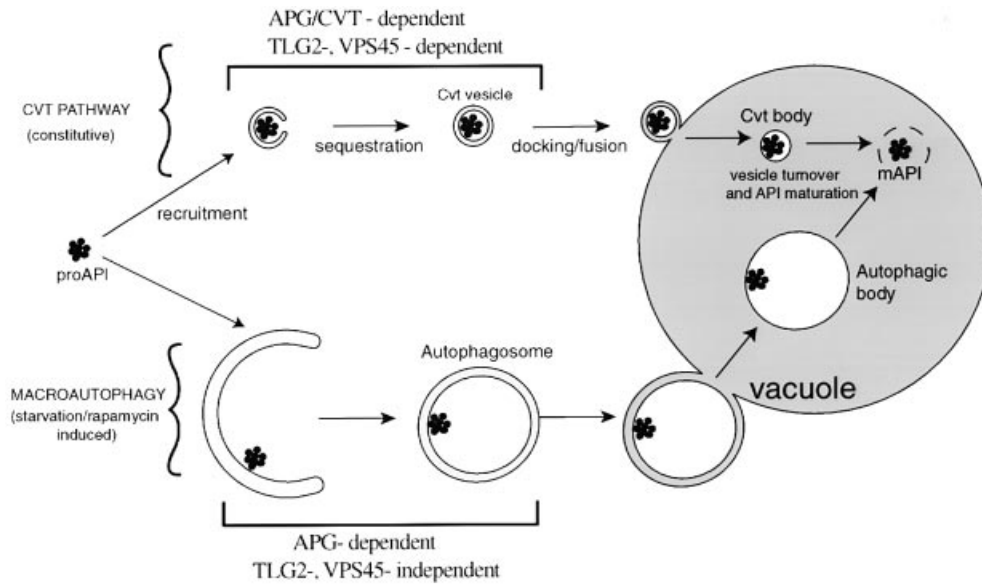 APG/CVT - dependent
TLG2-, VPS45 - dependent
CVT PATHWAY
(constitutive)
Cvt vesicle
sequestration
docking/fusion
Cvt body
vesicle turnover
and API maturation
mAPI
recruitment
proAPI
Autophagic
body
MACROAUTOPHAGY
(starvation/rapamycin
induced)
Autophagosome
vacuole
APG- dependent
TLG2-, VPS45- independent